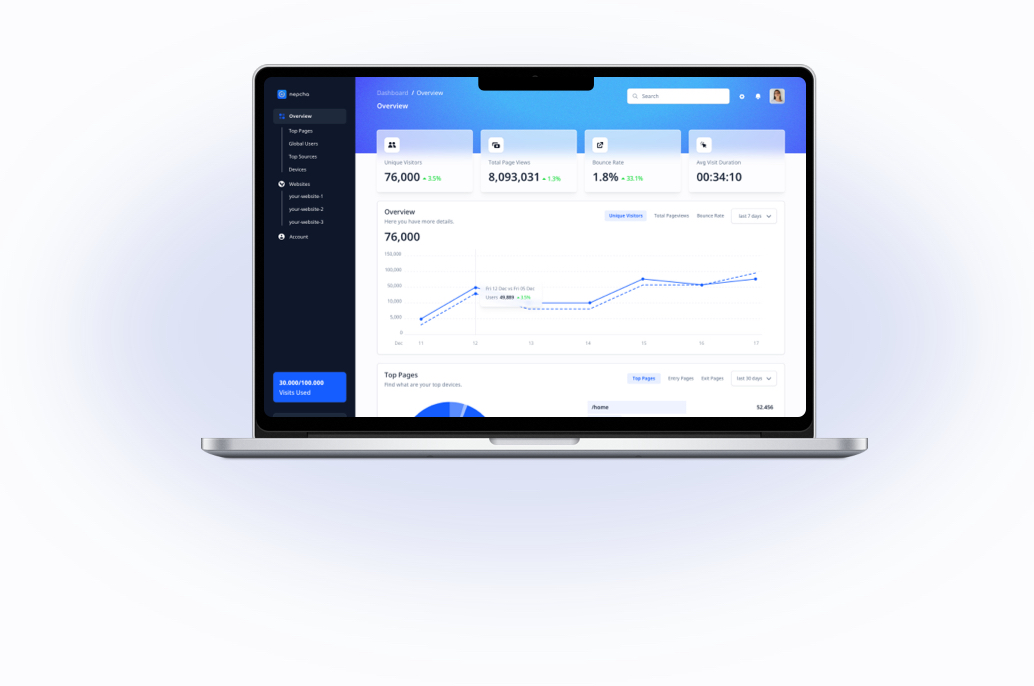 nepcha
Overview
Top Pages
Global Users
Top Sources
Devices
Websites
your-website-1
your-website-2
your-website-3
Account
30.000/100.000
Visits Used
Dashboard / Overview
Overview
Search
Unique Visitors
76,000 3.5%
Total Page Views
8,093,031 1.3%
Bounce Rate
1.8% 33.1%
Avg Visit Duration
00:34:10
Overview
Here you have more details.
Unique Visitors Total Pageviews Bounce Rate last 7 days
76,000
150,000
100,000
50,000
10,000
5,000
0
Fri 12 Dec vs Fri 05 Dec
Users: 49,889 3.5%
Dec 11 12 13 14 15 16 17
Top Pages
Find what are your top devices.
Top Pages Entry Pages Exit Pages last 30 days
/home 52.456